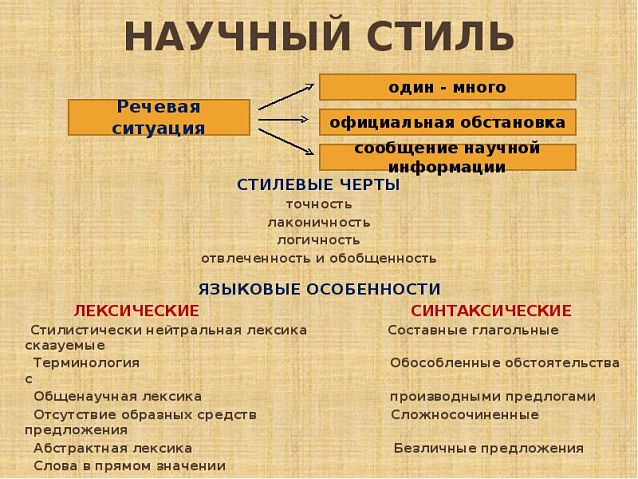 НАУЧНЫЙ СТИЛЬ
один - много
Речевая
ситуация
официальная обстановка
сообщение научной
информации
СТИЛЕВЫЕ ЧЕРТЫ
точность
лаконичность
логичность
отвлеченность и обобщенность
ЯЗЫКОВЫЕ ОСОБЕННОСТИ
ЛЕКСИЧЕСКИЕ СИНТАКСИЧЕСКИЕ
Стилистически нейтральная лексика Составные глагольные
сказуемые
Терминология Обособленные обстоятельства
с
Общенаучная лексика производными предлогами
Отсутствие образных средств Сложносочиненные
предложения
Абстрактная лексика Безличные предложения
Слова в прямом значении